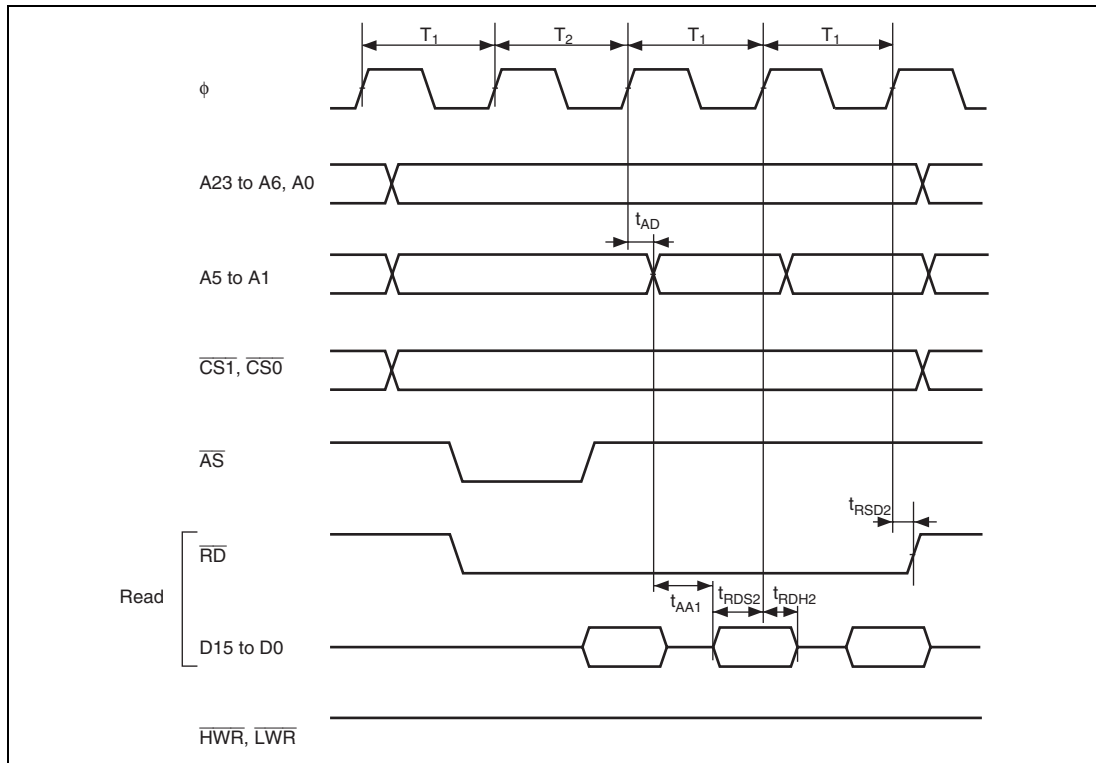 T1 T2 T1 T1
ϕ
A23 to A6, A0
tAD
A5 to A1
CS1, CS0
AS
tRSD2
RD
Read
tAA1 tRDS2 tRDH2
D15 to D0
HWR, LWR